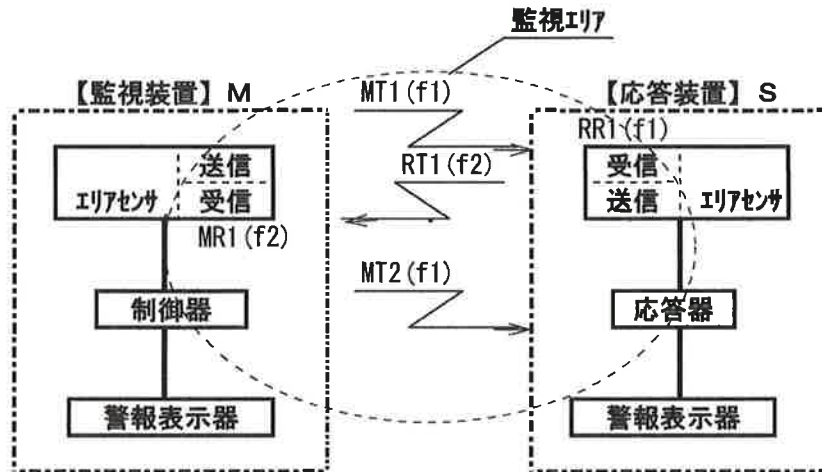 監視エリア
【監視装置】M
MT1(f1)
【応答装置】S
RR1(f1)
送信
エリアセンサ
受信
MR1(f2)
RT1(f2)
受信
送信
エリアセンサ
MT2(f1)
制御器
応答器
警報表示器
警報表示器